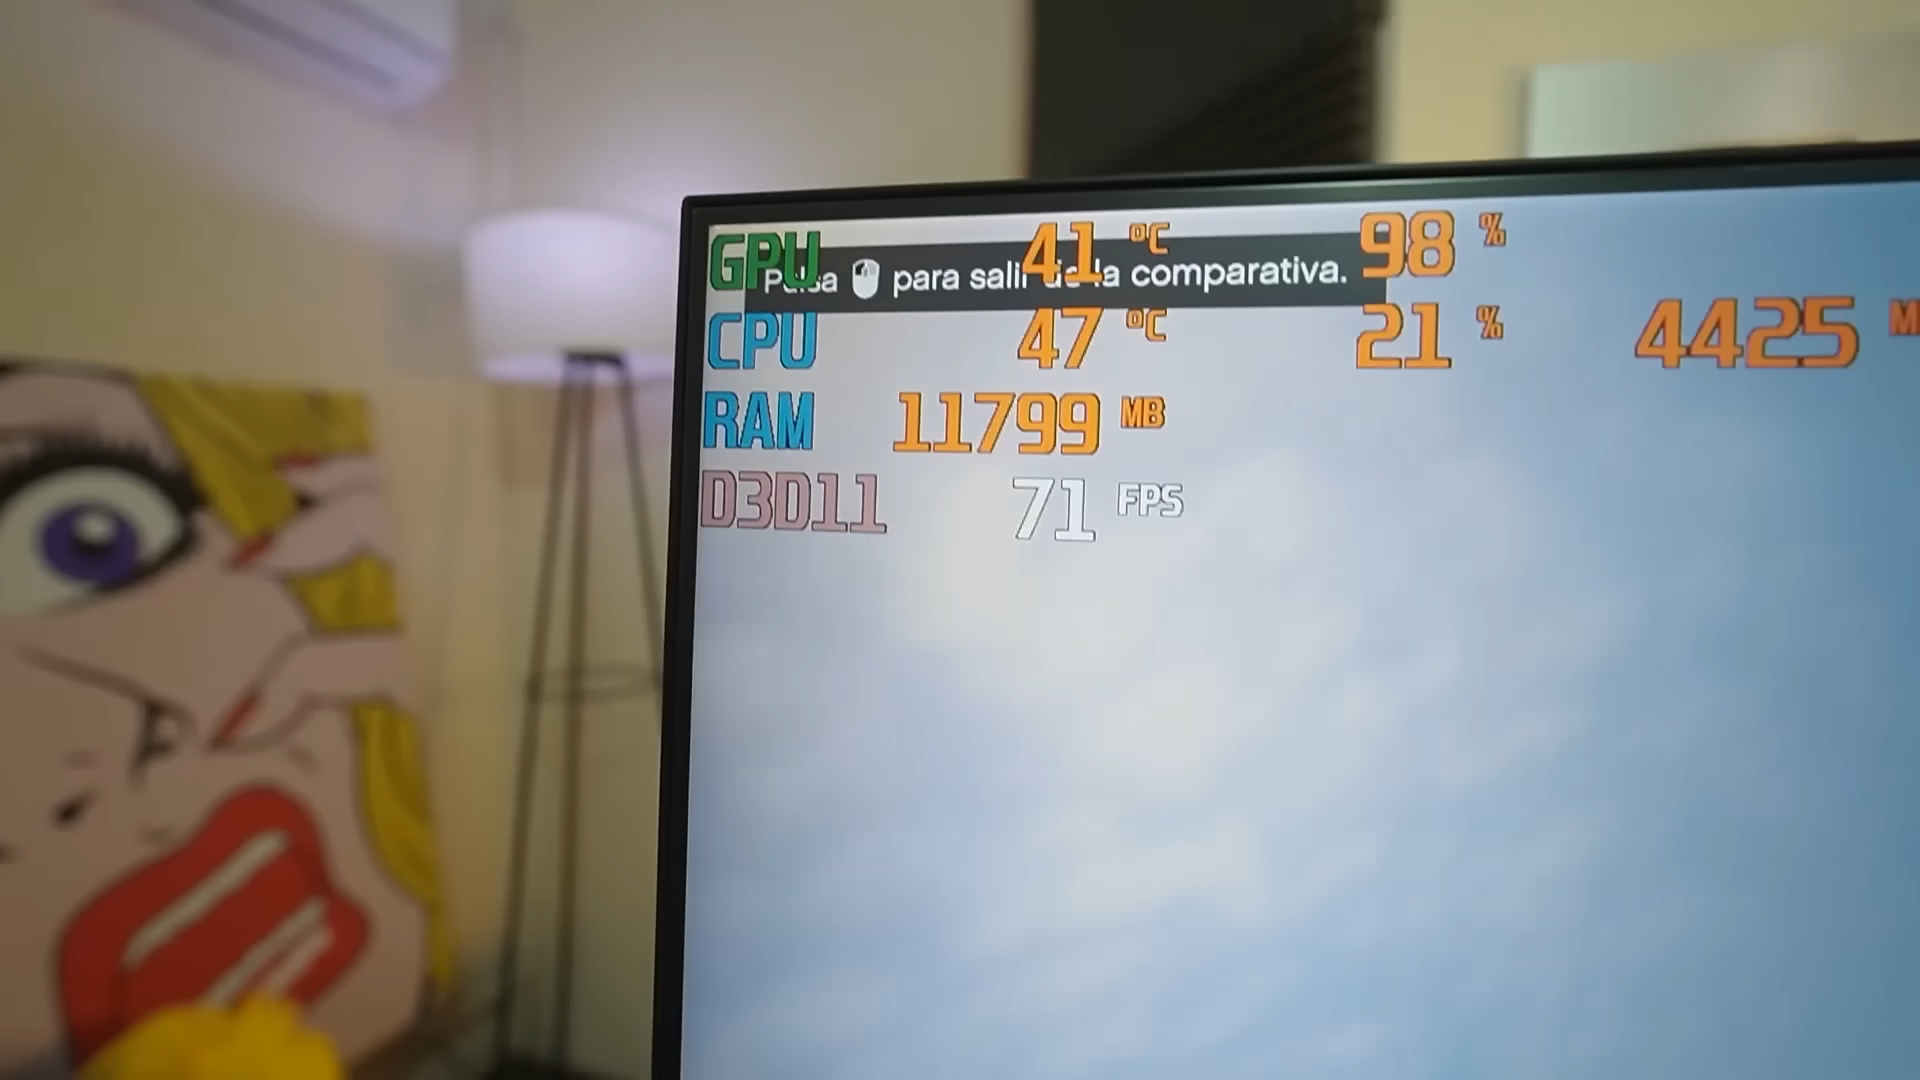 GPU 41 °C 98 %
Pulsa para salir de la comparativa.
CPU 47 °C 21 % 4425 M
RAM 11799 MB
D3D11 71 FPS